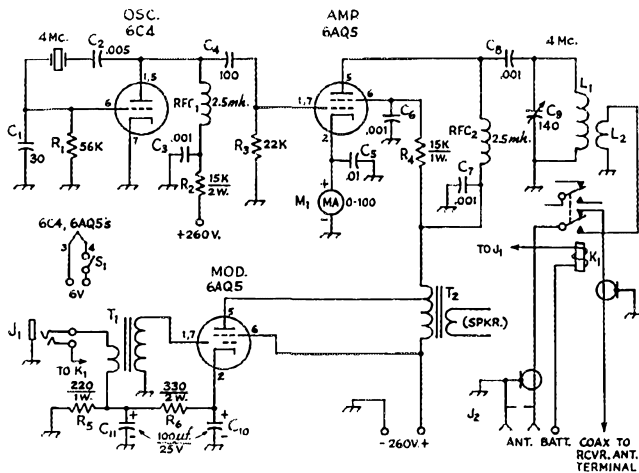 OSC.
6C4
AMP.
6AQ5
4 MC.
C2
.005
C4
100
1,5
6
7
RFC1
2.5mh.
C1
30
R1
56K
C3
.001
R2
15K
2W.
+260V.
R3
22K
5
1,7
6
2
C6
.001
C5
.01
R4
15K
1W.
M1
MA
0-100
+
-
C8
.001
4 MC.
RFC2
2.5mh.
C7
.001
C9
140
L1
L2
6C4, 6AQ5's
3
4
S1
6V
TO J1
K1
MOD.
6AQ5
5
1,7
6
2
T1
T2
(SPKR.)
J1
TO K1
220
1W.
R5
330
2W.
R6
C11
+
-
100µf.
25V
+
-
C10
-260V.+
J2
ANT.
BATT.
COAX TO
RCVR. ANT.
TERMINAL